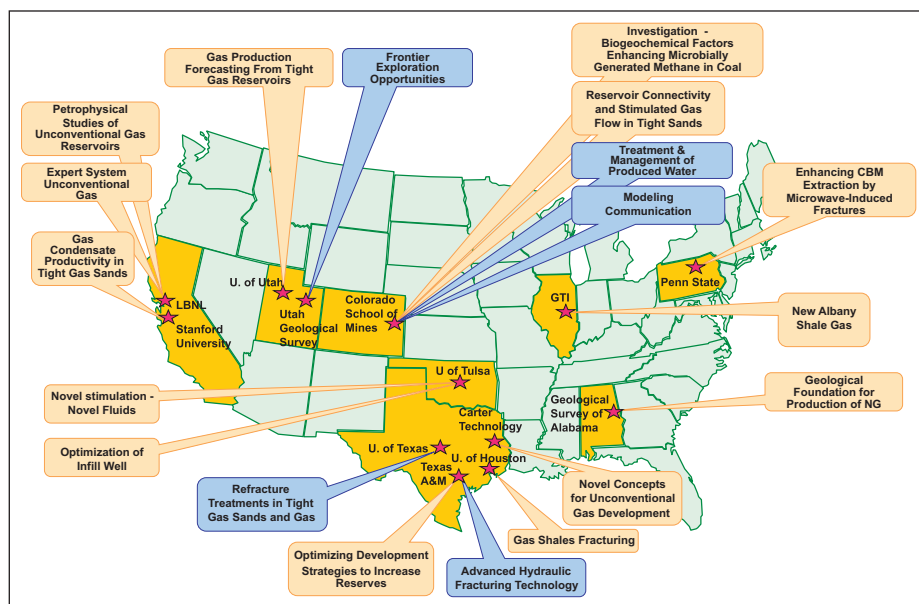 Gas Production
Forecasting From Tight
Gas Reservoirs
Frontier
Exploration
Opportunities
Investigation -
Biogeochemical Factors
Enhancing Microbially
Generated Methane in Coal
Reservoir Connectivity
and Stimulated Gas
Flow in Tight Sands
Petrophysical
Studies of
Unconventional Gas
Reservoirs
Treatment &
Management of
Produced Water
Expert System
Unconventional
Gas
Enhancing CBM
Extraction by
Microwave-Induced
Fractures
Modeling
Communication
Gas
Condensate
Productivity in
Tight Gas Sands
U. of Utah
Penn State
LBNL
Stanford
University
Utah
Geological
Survey
Colorado
School of
Mines
GTI
New Albany
Shale Gas
U of Tulsa
Novel stimulation -
Novel Fluids
Geological
Survey of
Alabama
Geological
Foundation for
Production of NG
Carter
Technology
Optimization of
Infill Well
U. of Texas
U. of Houston
Texas
A&M
Refracture
Treatments in Tight
Gas Sands and Gas
Novel Concepts
for Unconventional
Gas Development
Gas Shales Fracturing
Optimizing Development
Strategies to Increase
Reserves
Advanced Hydraulic
Fracturing Technology